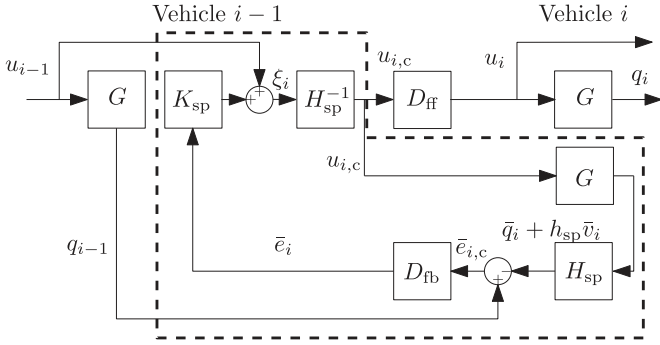 Vehicle i − 1
Vehicle i
u_{i−1}
G
K_sp
+
+
ξ_i
H_sp^{−1}
u_{i,c}
D_ff
u_i
G
q_i
u_{i,c}
G
q_{i−1}
ē_i
D_fb
ē_{i,c}
−
+
q̄_i + h_sp v̄_i
H_sp